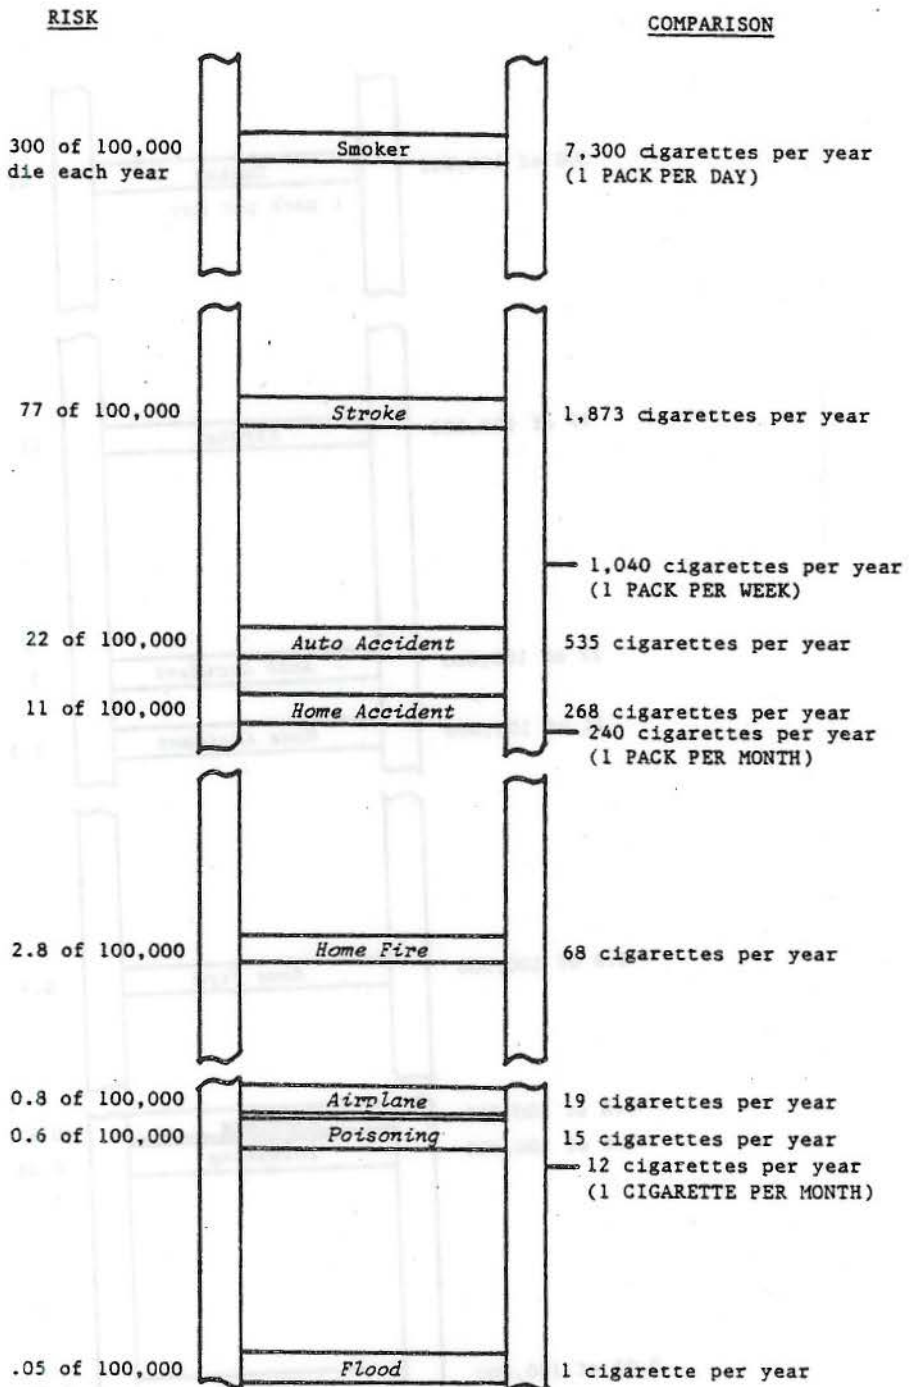 RISK
COMPARISON
300 of 100,000
die each year
Smoker
7,300 cigarettes per year
(1 PACK PER DAY)
77 of 100,000
Stroke
1,873 cigarettes per year
1,040 cigarettes per year
(1 PACK PER WEEK)
22 of 100,000
Auto Accident
535 cigarettes per year
11 of 100,000
Home Accident
268 cigarettes per year
240 cigarettes per year
(1 PACK PER MONTH)
2.8 of 100,000
Home Fire
68 cigarettes per year
0.8 of 100,000
Airplane
19 cigarettes per year
0.6 of 100,000
Poisoning
15 cigarettes per year
12 cigarettes per year
(1 CIGARETTE PER MONTH)
.05 of 100,000
Flood
1 cigarette per year